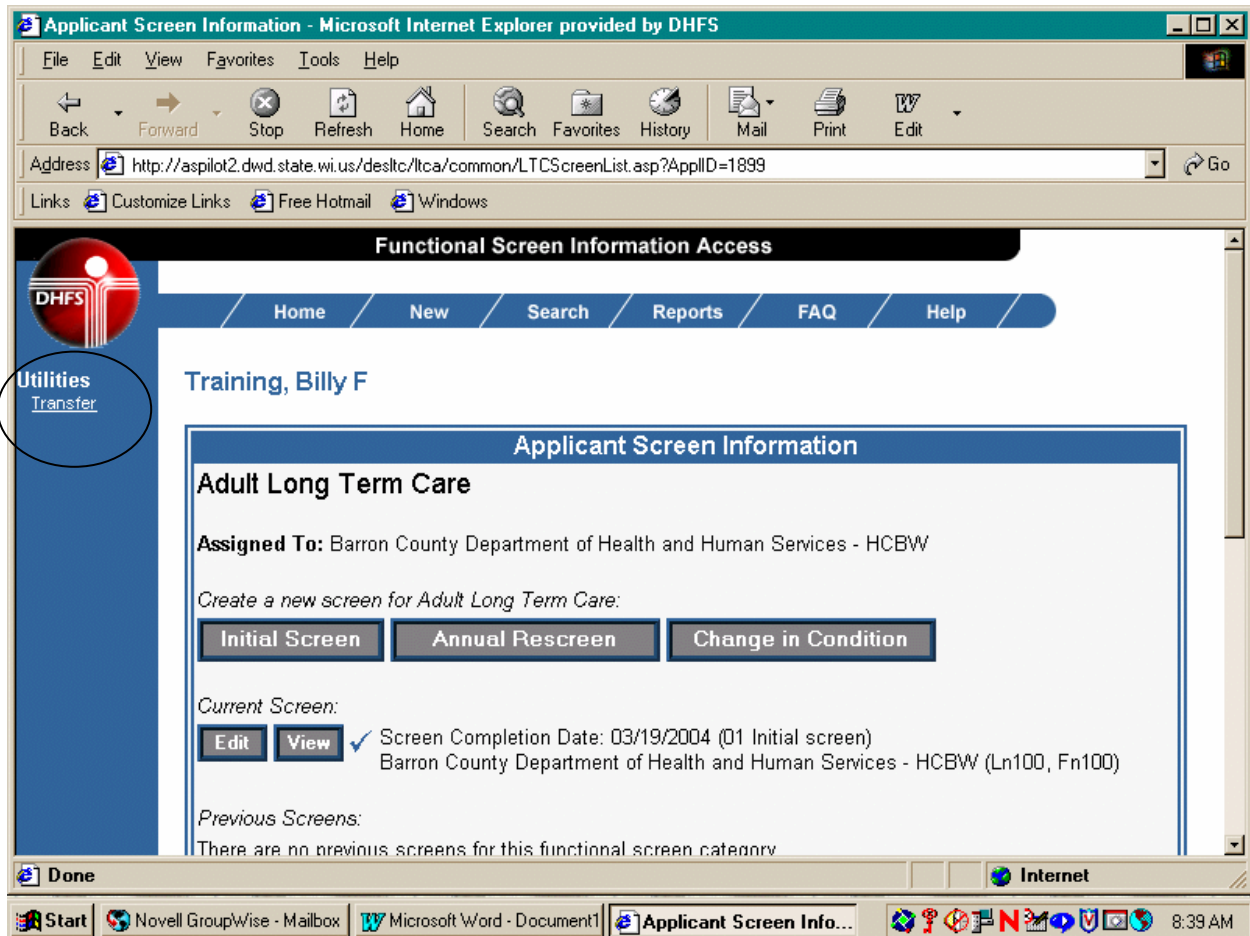 Applicant Screen Information - Microsoft Internet Explorer provided by DHFS
File Edit View Favorites Tools Help
Back Forward Stop Refresh Home Search Favorites History Mail Print Edit
Address http://aspilot2.dwd.state.wi.us/desltc/ltca/common/LTCScreenList.asp?ApplID=1899 Go
Links Customize Links Free Hotmail Windows
Functional Screen Information Access
DHFS
Home New Search Reports FAQ Help
Utilities
Transfer
Training, Billy F
Applicant Screen Information
Adult Long Term Care
Assigned To: Barron County Department of Health and Human Services - HCBW
Create a new screen for Adult Long Term Care:
Initial Screen Annual Rescreen Change in Condition
Current Screen:
Edit View Screen Completion Date: 03/19/2004 (01 Initial screen)
Barron County Department of Health and Human Services - HCBW (Ln100, Fn100)
Previous Screens:
There are no previous screens for this functional screen category
Done Internet
Start Novell GroupWise - Mailbox Microsoft Word - Document1 Applicant Screen Info... 8:39 AM